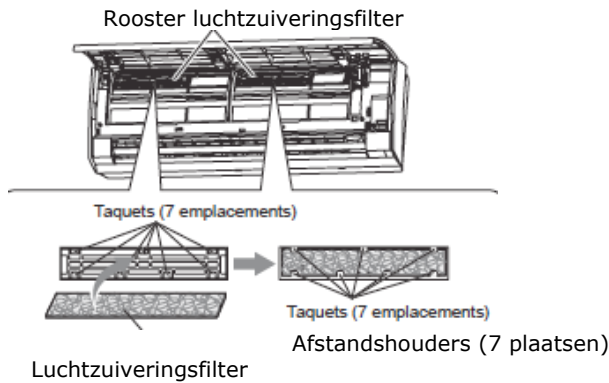 Rooster luchtzuiveringsfilter
Taquets (7 emplacements)
Taquets (7 emplacements)
Afstandshouders (7 plaatsen)
Luchtzuiveringsfilter